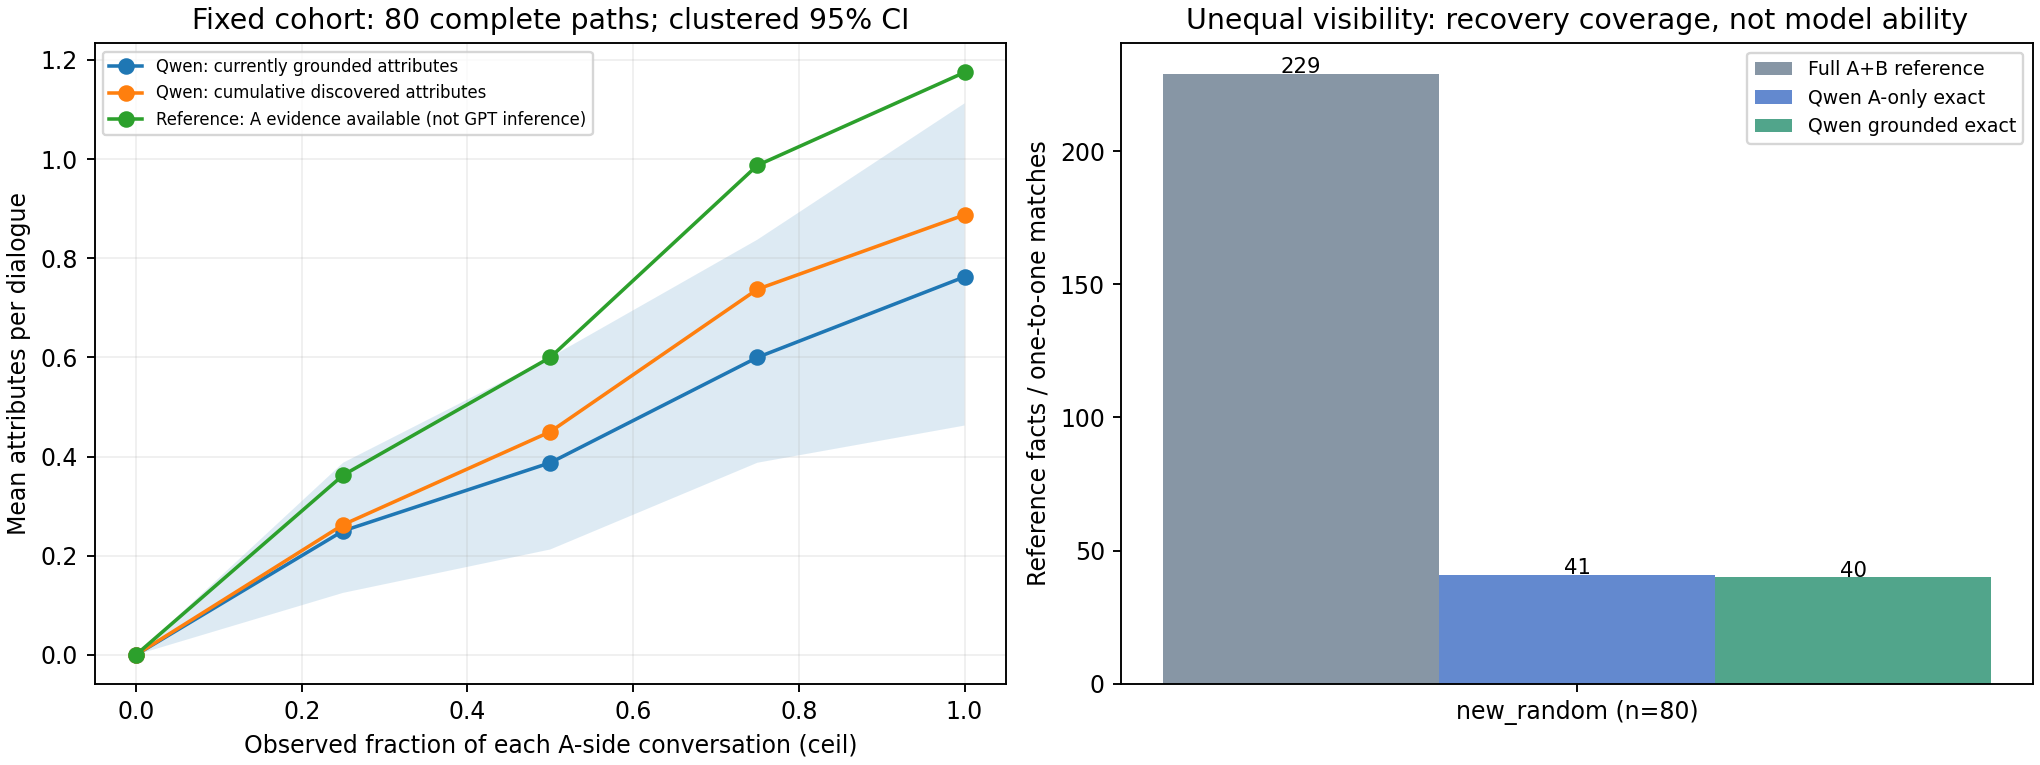 Fixed cohort: 80 complete paths; clustered 95% CI
Qwen: currently grounded attributes
Qwen: cumulative discovered attributes
Reference: A evidence available (not GPT inference)
Mean attributes per dialogue
1.2
1.0
0.8
0.6
0.4
0.2
0.0
0.0 0.2 0.4 0.6 0.8 1.0
Observed fraction of each A-side conversation (ceil)
Unequal visibility: recovery coverage, not model ability
Full A+B reference
Qwen A-only exact
Qwen grounded exact
Reference facts / one-to-one matches
200
150
100
50
0
229
41
40
new_random (n=80)